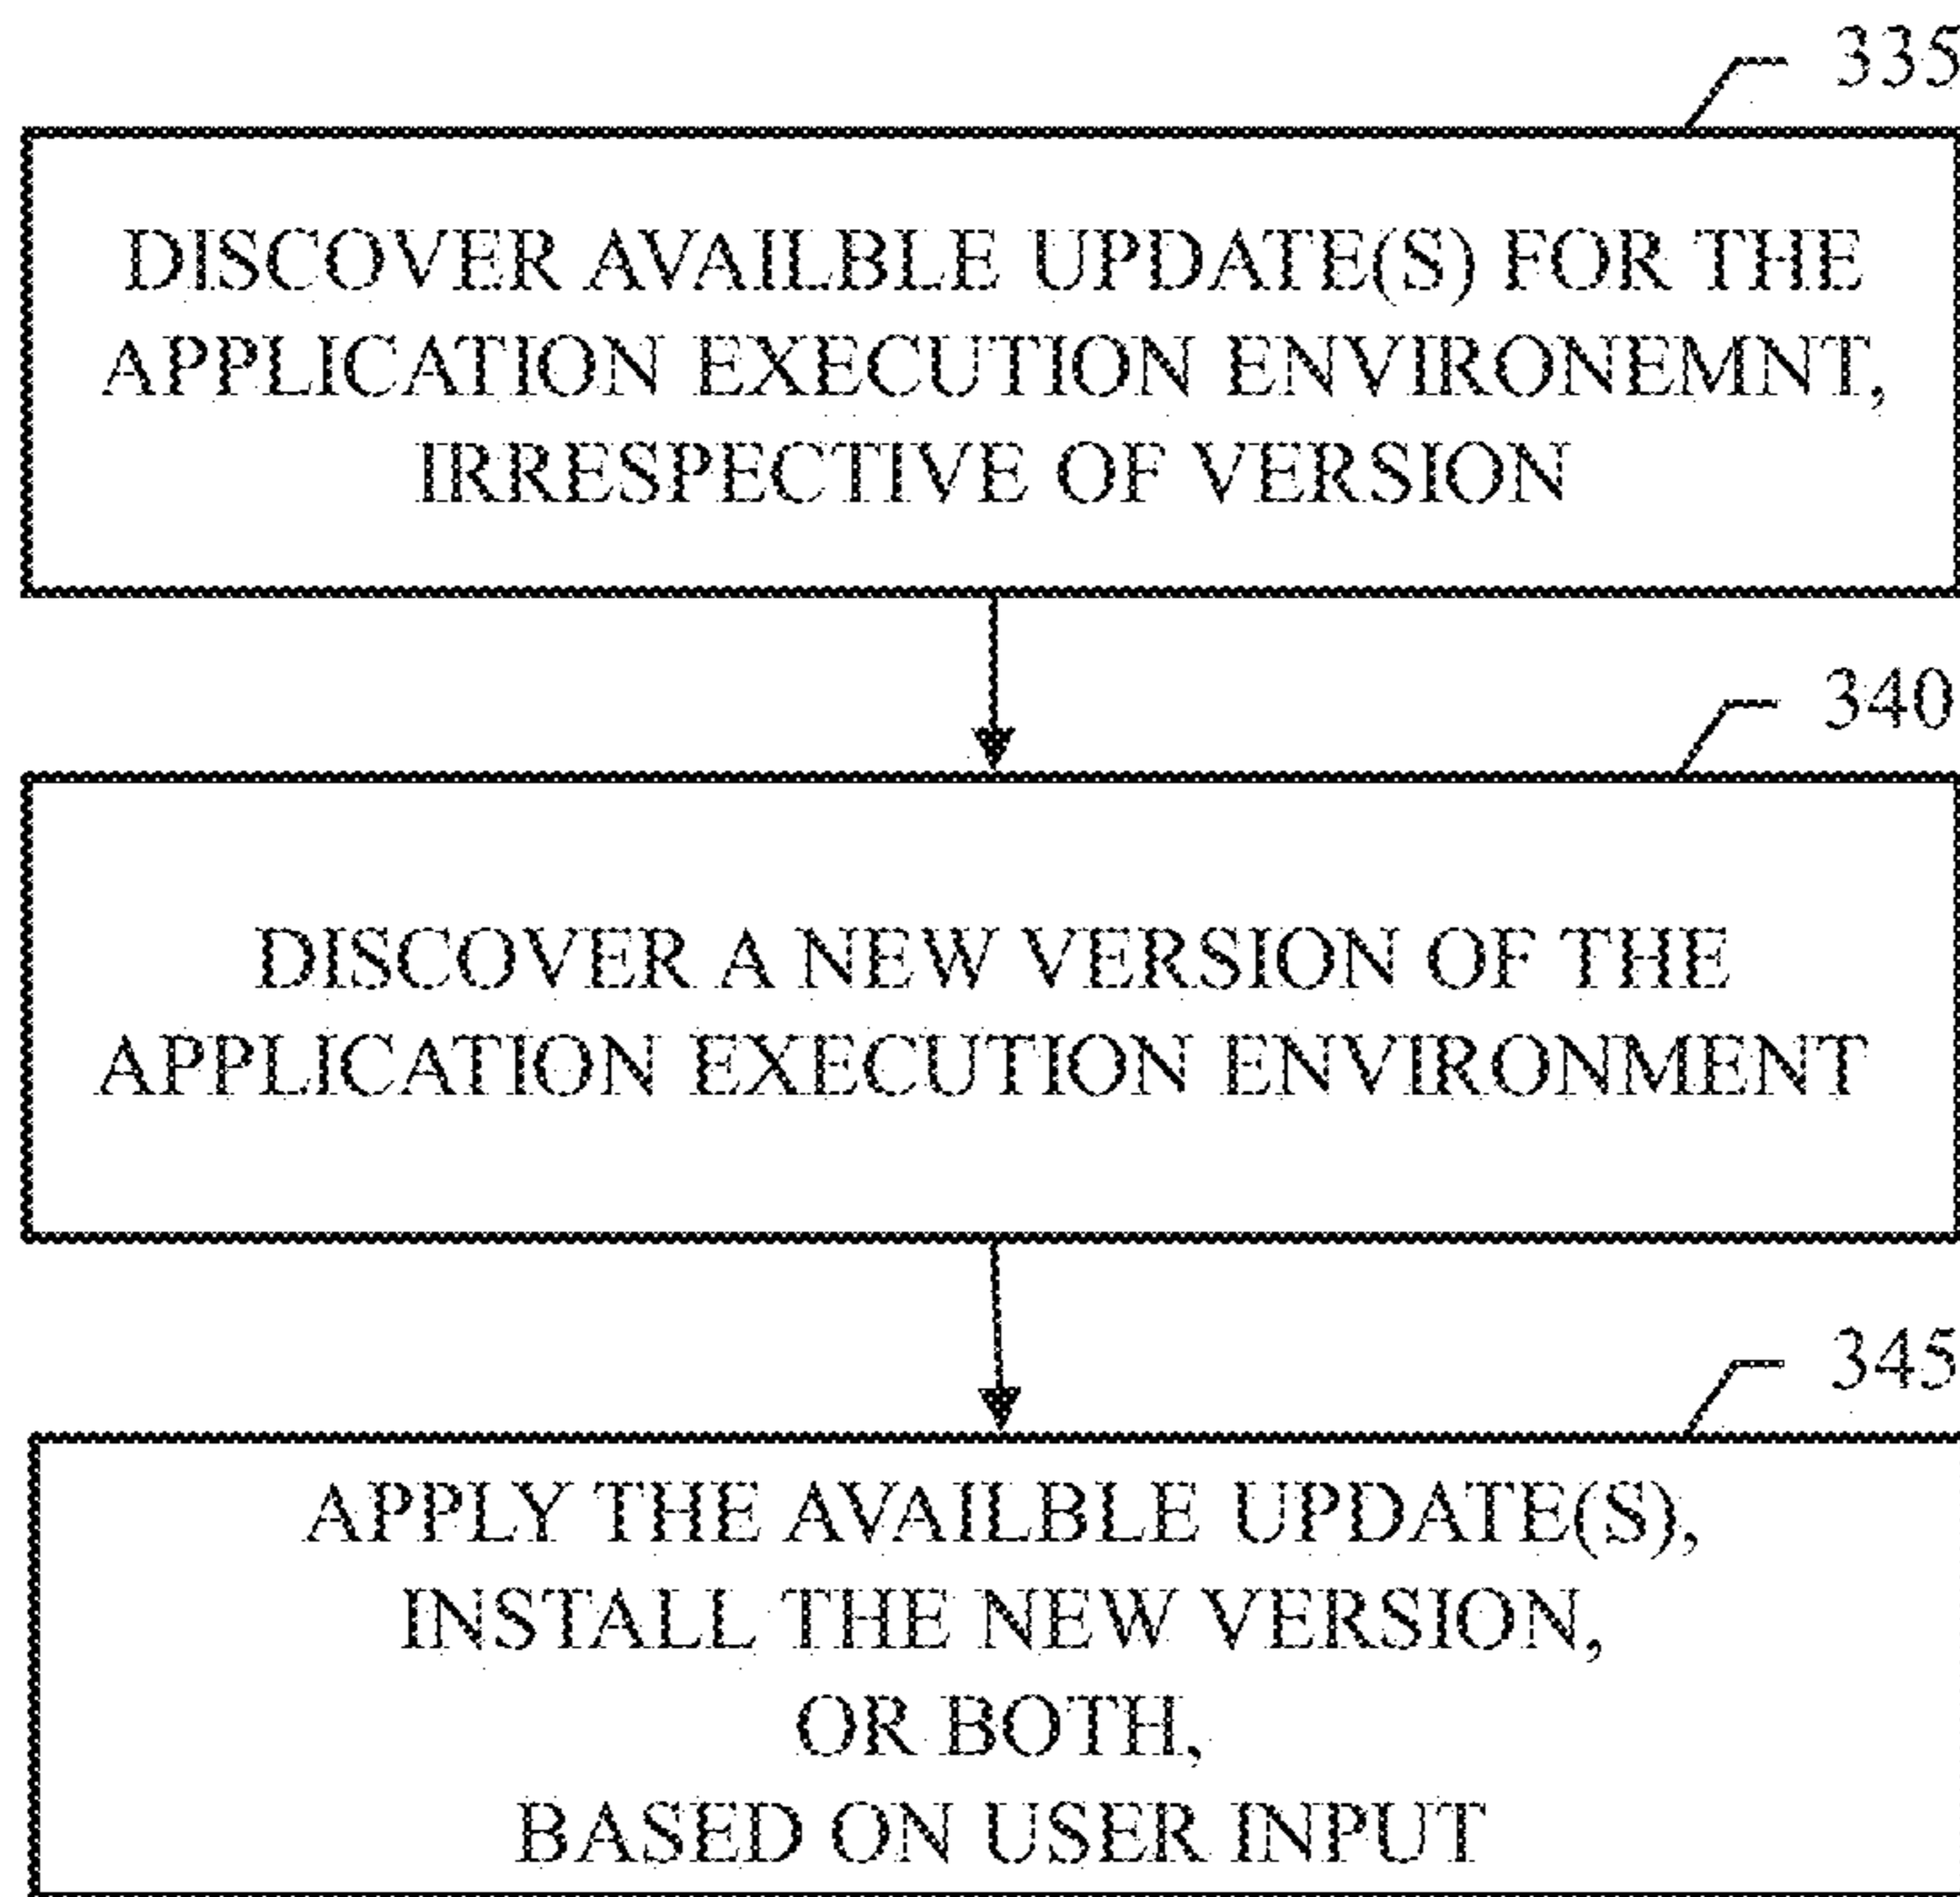 335
DISCOVER AVAILBLE UPDATE(S) FOR THE
APPLICATION EXECUTION ENVIRONEMNT,
IRRESPECTIVE OF VERSION
340
DISCOVER A NEW VERSION OF THE
APPLICATION EXECUTION ENVIRONMENT
345
APPLY THE AVAILBLE UPDATE(S),
INSTALL THE NEW VERSION,
OR BOTH,
BASED ON USER INPUT